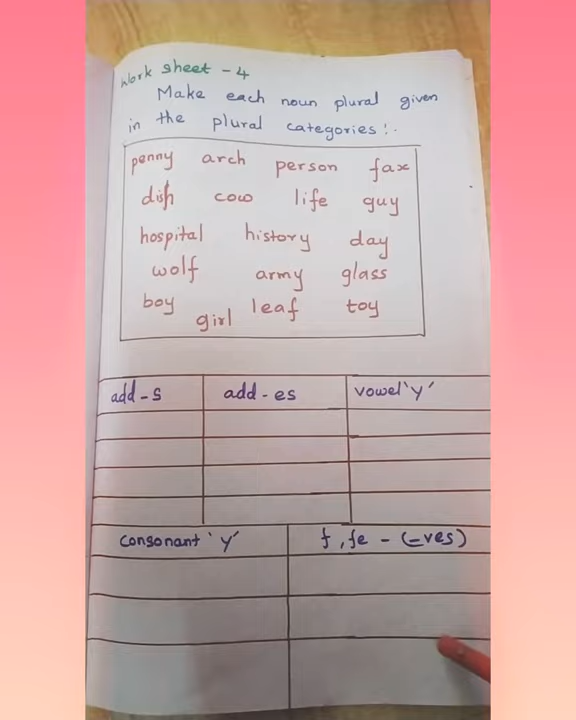 Work sheet - 4
Make each noun plural given
in the plural categories :.
penny arch person fax
dish cow life guy
hospital history day
wolf army glass
boy girl leaf toy
add-s add-es vowel 'y'
consonant 'y' f, fe - (-ves)